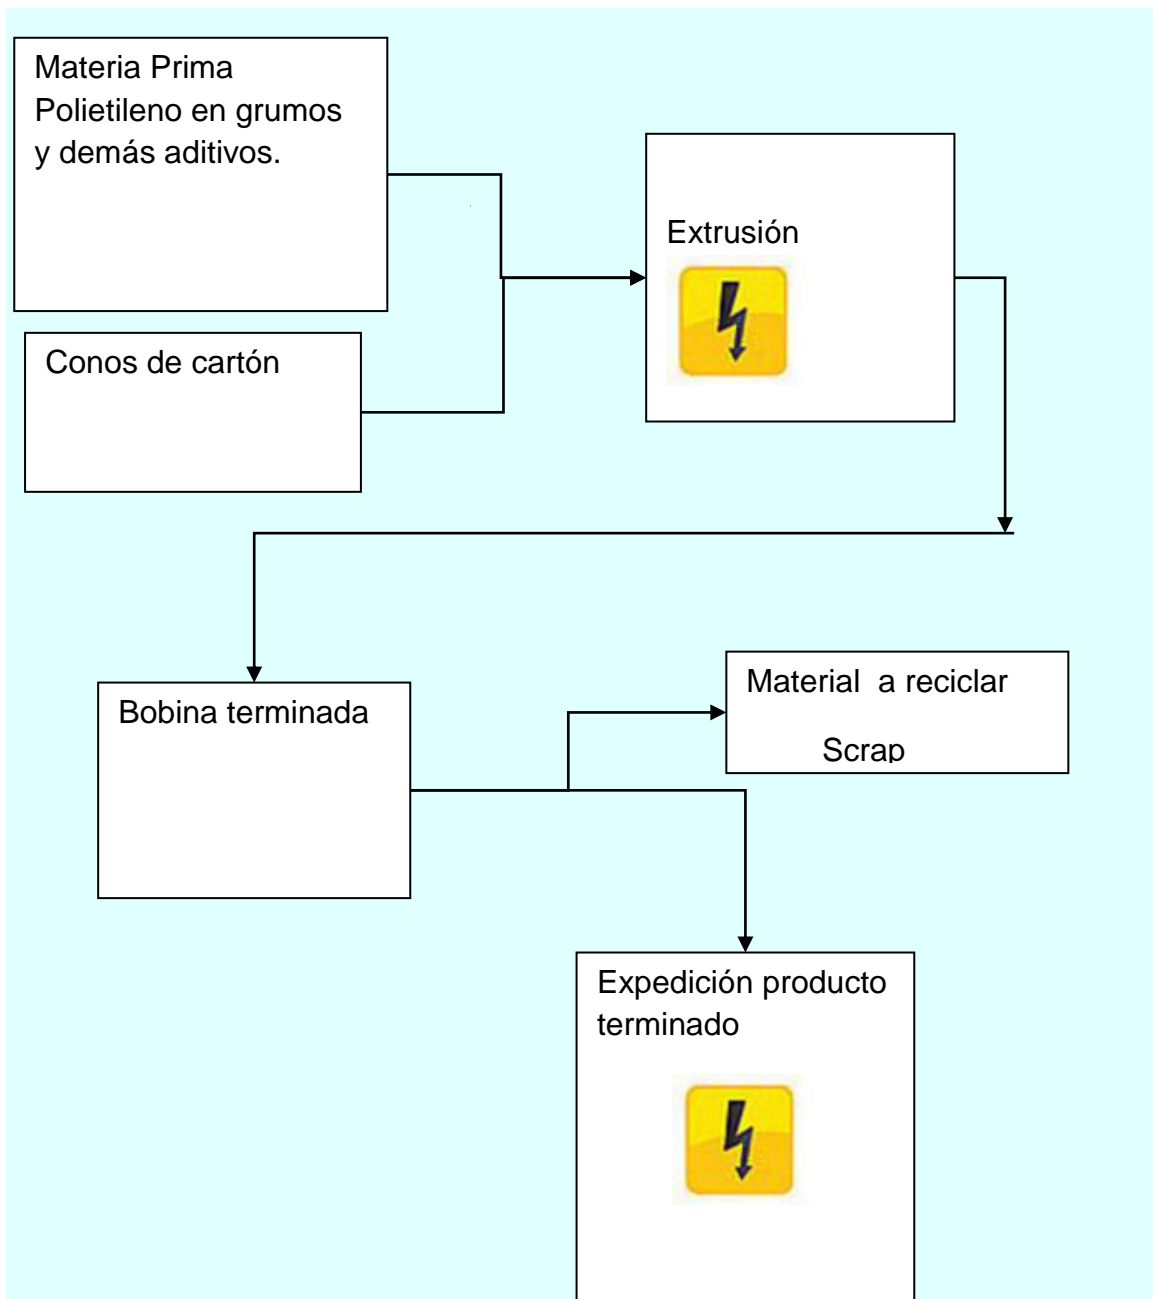 Materia Prima
Polietileno en grumos
y demás aditivos.
Extrusión
Conos de cartón
Material a reciclar
Scrap
Bobina terminada
Expedición producto
terminado